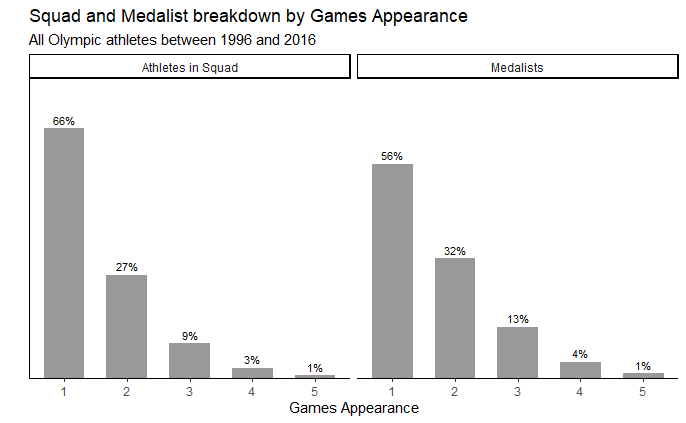 Squad and Medalist breakdown by Games Appearance
All Olympic athletes between 1996 and 2016
Athletes in Squad
Medalists
66%
27%
9%
3%
1%
56%
32%
13%
4%
1%
1 2 3 4 5
1 2 3 4 5
Games Appearance